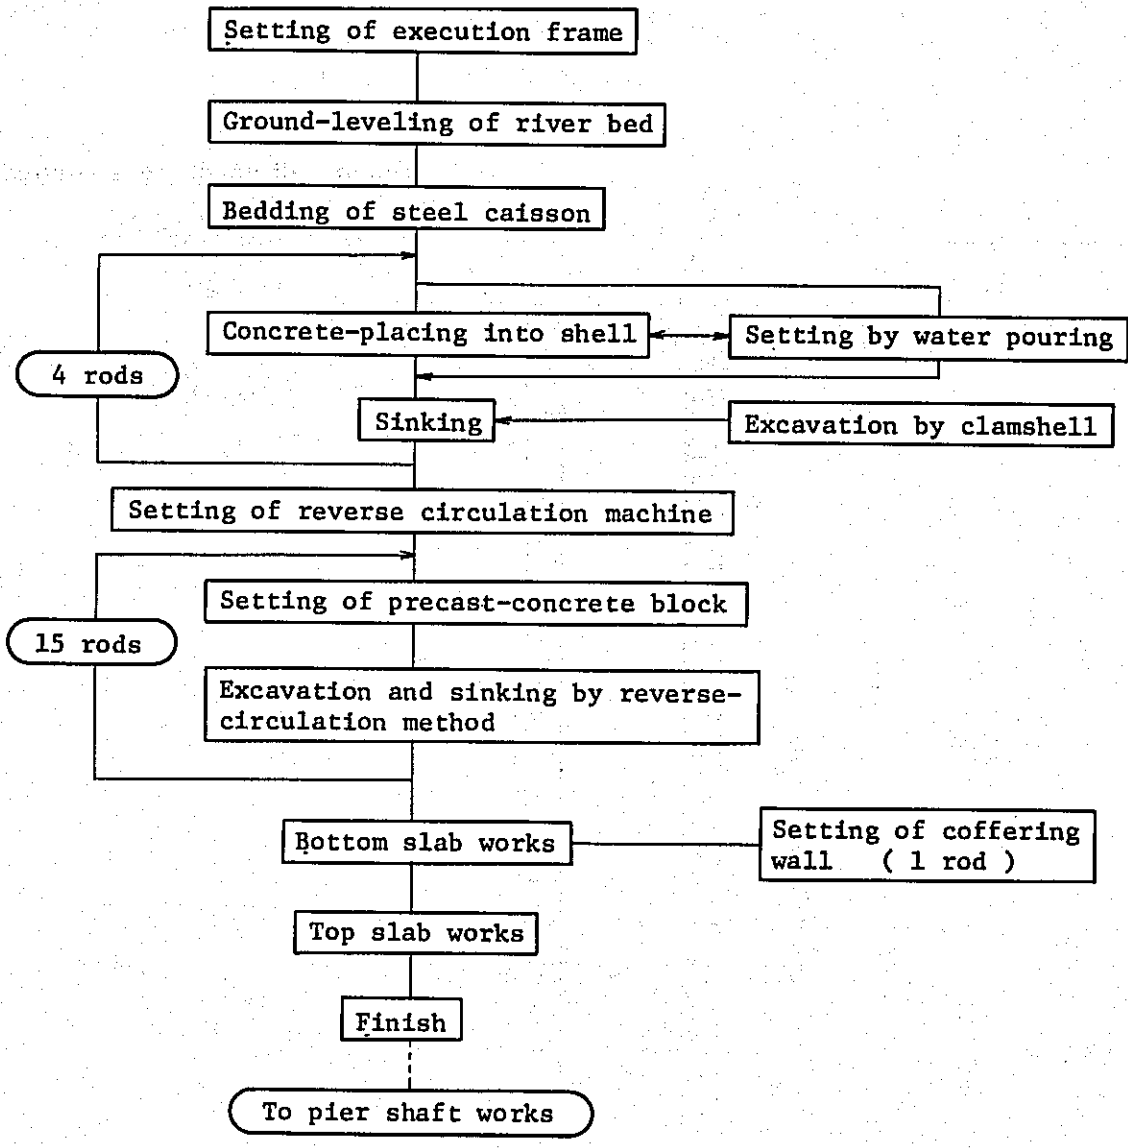 Setting of execution frame
Ground-leveling of river bed
Bedding of steel caisson
Concrete-placing into shell
Setting by water pouring
4 rods
Sinking
Excavation by clamshell
Setting of reverse circulation machine
Setting of precast-concrete block
15 rods
Excavation and sinking by reverse-
circulation method
Bottom slab works
Setting of coffering
wall ( 1 rod )
Top slab works
Finish
To pier shaft works